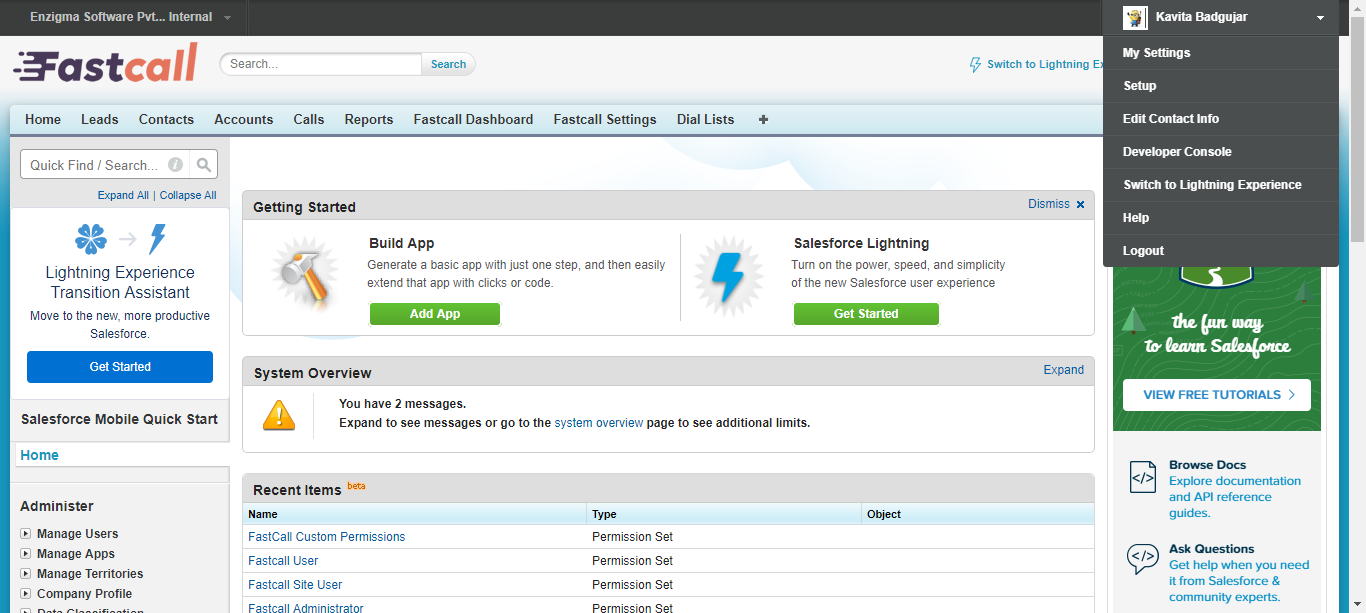 Enzigma Software Pvt... Internal
Kavita Badgujar
Fastcall
Search...
Search
Switch to Lightning Ex
My Settings
Setup
Edit Contact Info
Developer Console
Switch to Lightning Experience
Help
Logout
Home Leads Contacts Accounts Calls Reports Fastcall Dashboard Fastcall Settings Dial Lists +
Quick Find / Search...
Expand All | Collapse All
Lightning Experience
Transition Assistant
Move to the new, more productive
Salesforce.
Get Started
Salesforce Mobile Quick Start
Home
Administer
Manage Users
Manage Apps
Manage Territories
Company Profile
Data Classification
Getting Started
Dismiss
Build App
Generate a basic app with just one step, and then easily
extend that app with clicks or code.
Add App
Salesforce Lightning
Turn on the power, speed, and simplicity
of the new Salesforce user experience
Get Started
System Overview
Expand
You have 2 messages.
Expand to see messages or go to the system overview page to see additional limits.
Recent Items beta
Name Type Object
FastCall Custom Permissions Permission Set
Fastcall User Permission Set
Fastcall Site User Permission Set
Fastcall Administrator Permission Set
the fun way
to learn Salesforce
VIEW FREE TUTORIALS
Browse Docs
Explore documentation
and API reference
guides.
Ask Questions
Get help when you need
it from Salesforce &
community experts.